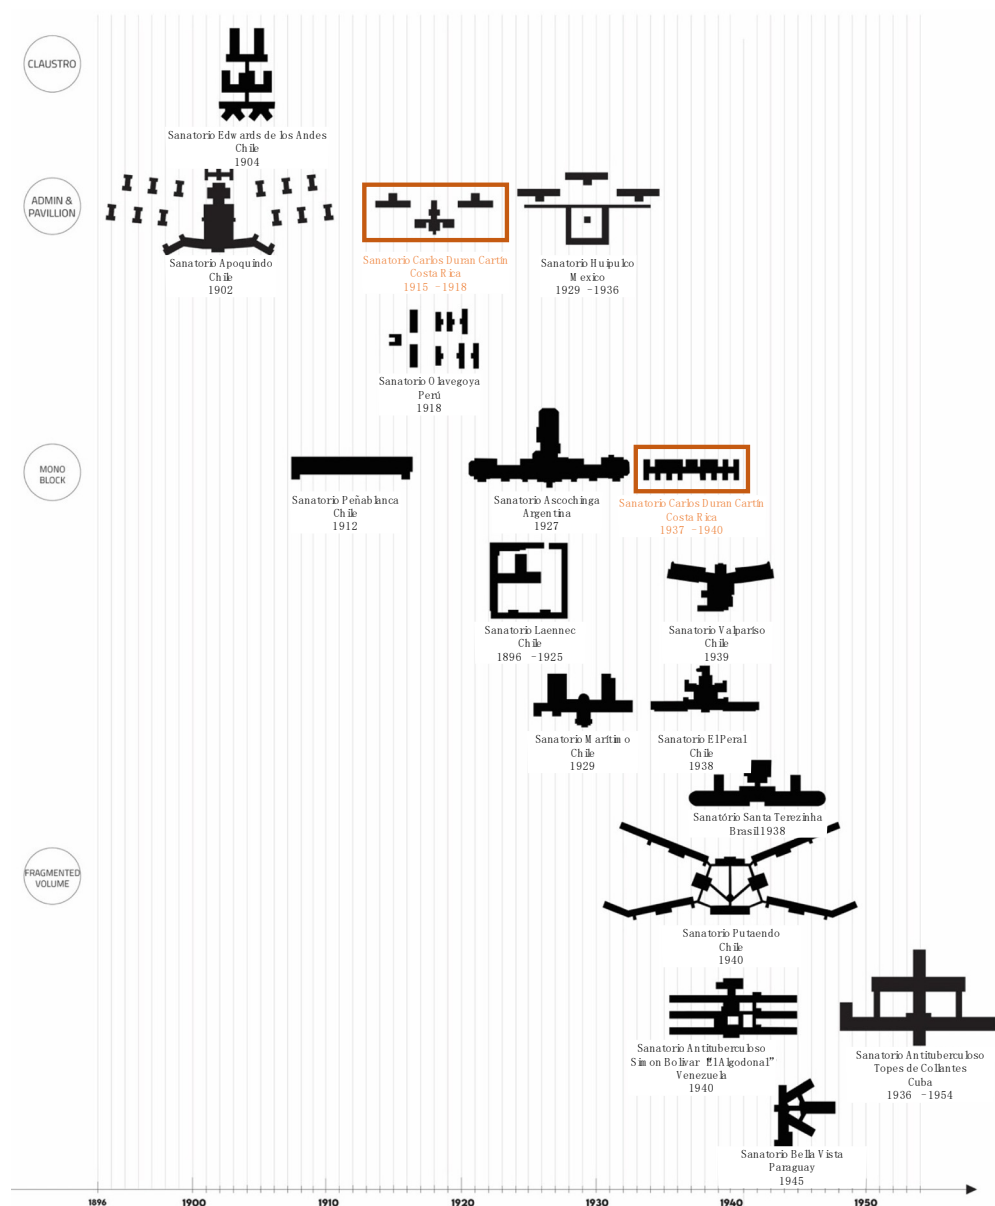 CLAUSTRO
Sanatorio Edwards de los Andes
Chile
1904
ADMIN &
PAVILLION
Sanatorio Apoquindo
Chile
1902
Sanatorio Carlos Duran Cartín
Costa Rica
1915 - 1918
Sanatorio Huipulco
Mexico
1929 - 1936
Sanatorio Olavegoya
Perú
1918
MONO
BLOCK
Sanatorio Peñablanca
Chile
1912
Sanatorio Ascochinga
Argentina
1927
Sanatorio Carlos Duran Cartín
Costa Rica
1937 - 1940
Sanatorio Laennec
Chile
1896 - 1925
Sanatorio Valparíso
Chile
1939
Sanatorio Marítimo
Chile
1929
Sanatorio El Peral
Chile
1938
Sanatório Santa Terezinha
Brasil 1938
FRAGMENTED
VOLUME
Sanatorio Putaendo
Chile
1940
Sanatorio Antituberculoso
Simon Bolivar "El Algodonal"
Venezuela
1940
Sanatorio Antituberculoso
Topes de Collantes
Cuba
1936 - 1954
Sanatorio Bella Vista
Paraguay
1945
1896 1900 1910 1920 1930 1940 1950